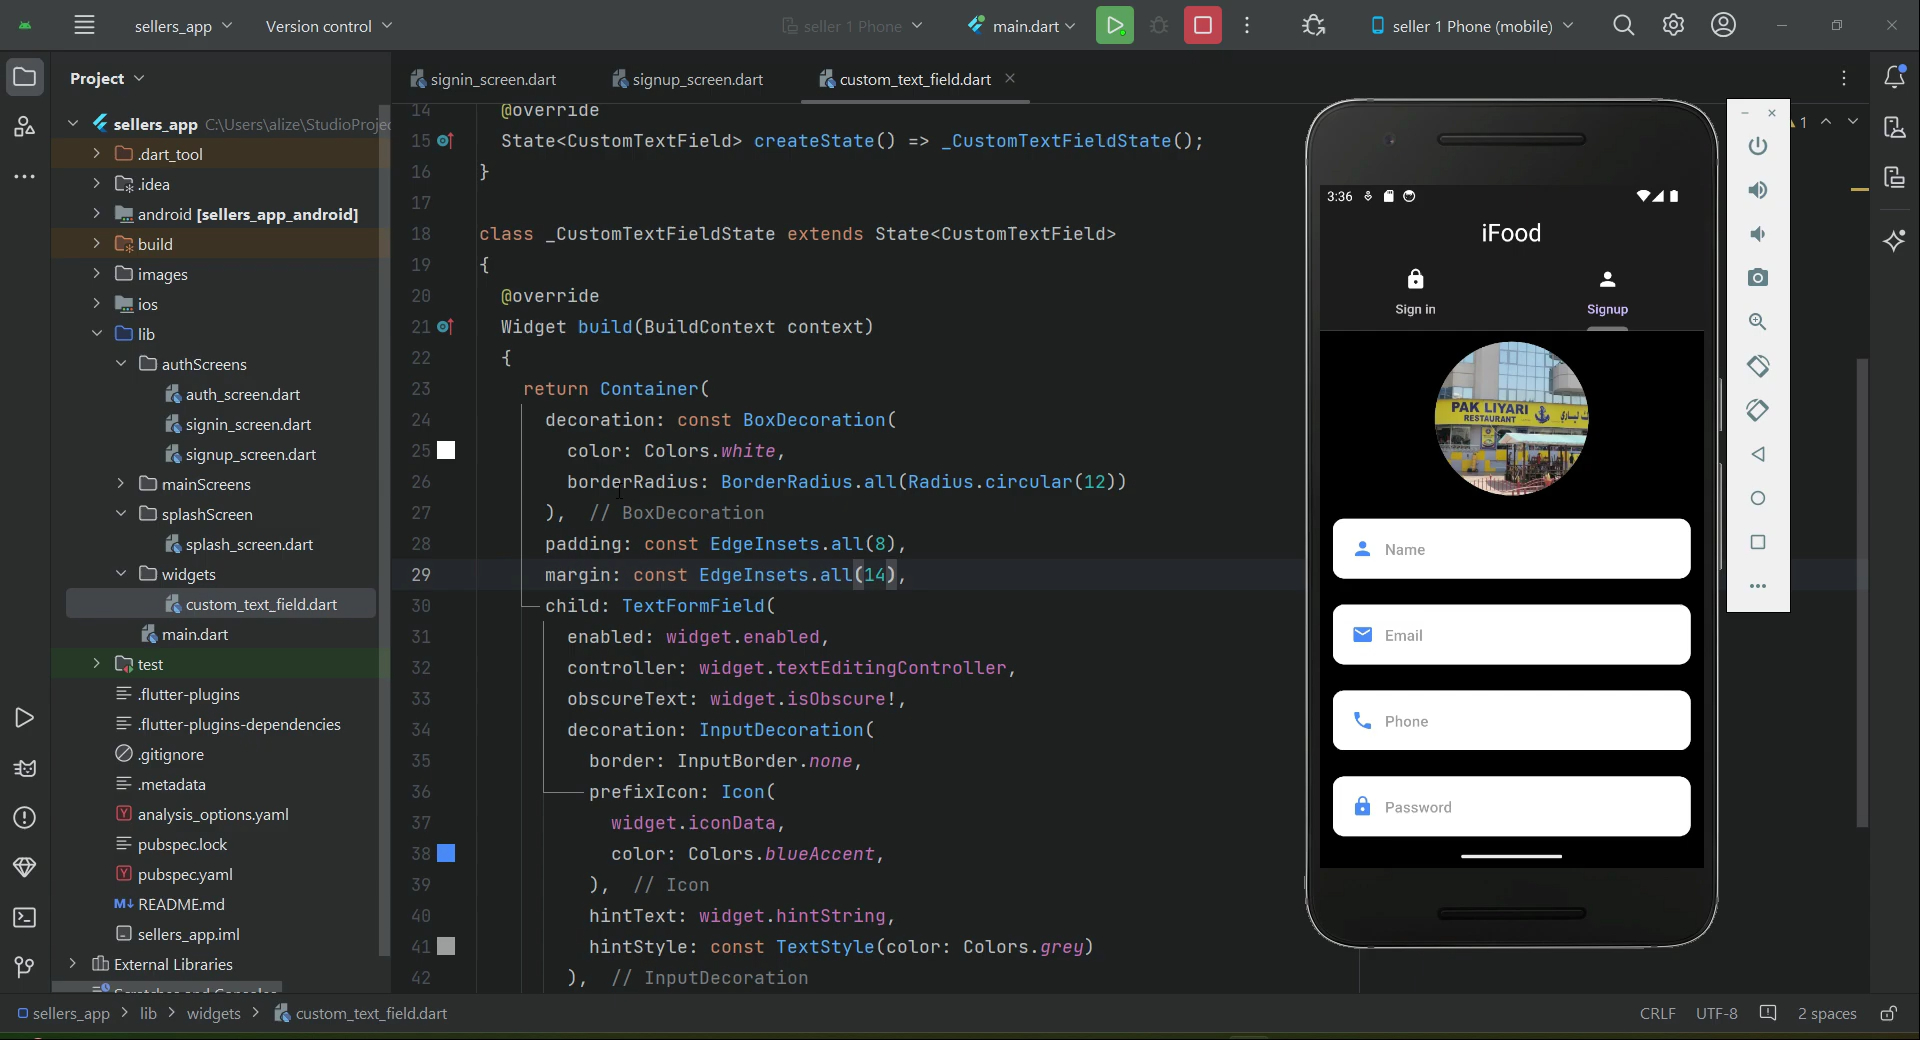 sellers_app
Version control
seller 1 Phone
main.dart
seller 1 Phone (mobile)
Project
signin_screen.dart
signup_screen.dart
custom_text_field.dart
sellers_app C:\Users\alize\StudioProjec
.dart_tool
.idea
android [sellers_app_android]
build
images
ios
lib
authScreens
auth_screen.dart
signin_screen.dart
signup_screen.dart
mainScreens
splashScreen
splash_screen.dart
widgets
custom_text_field.dart
main.dart
test
.flutter-plugins
.flutter-plugins-dependencies
.gitignore
.metadata
analysis_options.yaml
pubspec.lock
pubspec.yaml
M↓ README.md
sellers_app.iml
External Libraries
14 @override
15 State<CustomTextField> createState() => _CustomTextFieldState();
16 }
17
18 class _CustomTextFieldState extends State<CustomTextField>
19 {
20 @override
21 Widget build(BuildContext context)
22 {
23 return Container(
24 decoration: const BoxDecoration(
25 color: Colors.white,
26 borderRadius: BorderRadius.all(Radius.circular(12))
27 ), // BoxDecoration
28 padding: const EdgeInsets.all(8),
29 margin: const EdgeInsets.all(14),
30 child: TextFormField(
31 enabled: widget.enabled,
32 controller: widget.textEditingController,
33 obscureText: widget.isObscure!,
34 decoration: InputDecoration(
35 border: InputBorder.none,
36 prefixIcon: Icon(
37 widget.iconData,
38 color: Colors.blueAccent,
39 ), // Icon
40 hintText: widget.hintString,
41 hintStyle: const TextStyle(color: Colors.grey)
42 ), // InputDecoration
1
3:36
iFood
Sign in
Signup
PAK LIYARI
RESTAURANT
Name
Email
Phone
Password
sellers_app > lib > widgets > custom_text_field.dart
CRLF
UTF-8
2 spaces